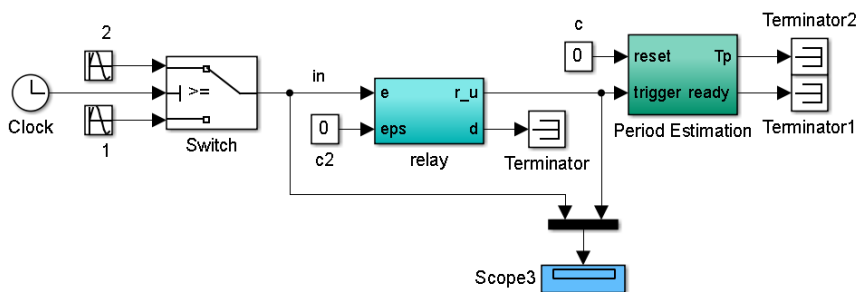 2
Clock
1
>=
Switch
in
0
c2
e
eps
r_u
d
relay
Terminator
c
0
reset
trigger
Tp
ready
Period Estimation
Terminator2
Terminator1
Scope3